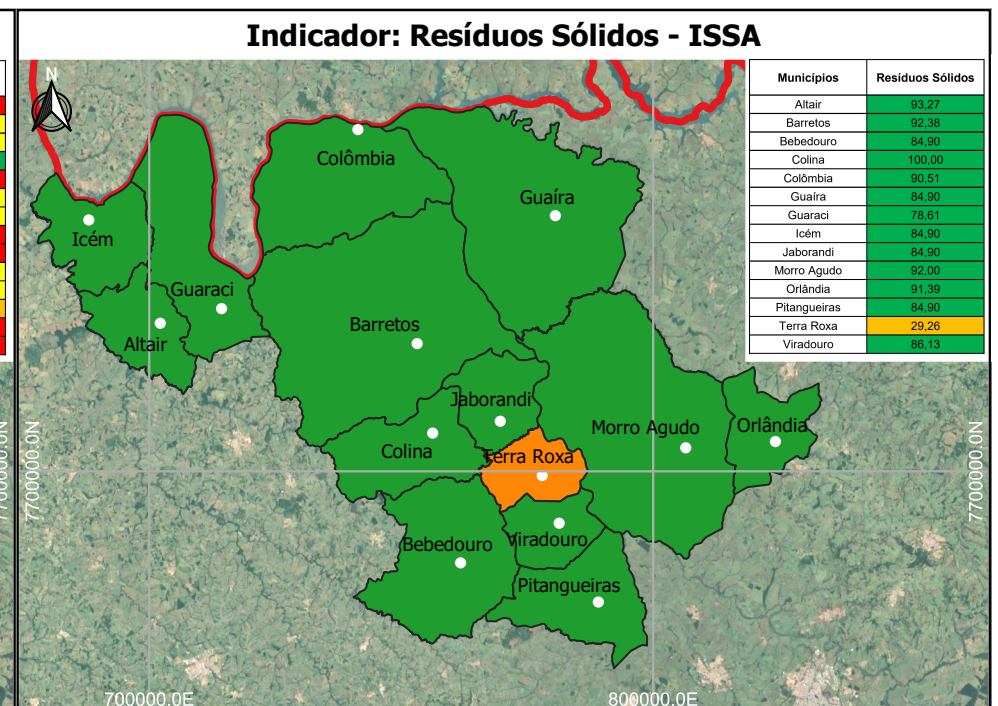 Indicador: Resíduos Sólidos - ISSA
N
Municípios Resíduos Sólidos
Altair 93,27
Barretos 92,38
Bebedouro 84,90
Colina 100,00
Colômbia 90,51
Guaíra 84,90
Guaraci 78,61
Icém 84,90
Jaborandi 84,90
Morro Agudo 92,00
Orlândia 91,39
Pitangueiras 84,90
Terra Roxa 29,26
Viradouro 86,13
Colômbia
Guaíra
Icém
Guaraci
Altair
Barretos
Jaborandi
Colina
Morro Agudo
Orlândia
Terra Roxa
Bebedouro
Viradouro
Pitangueiras
7700000.0N
7700000.0N
7700000.0N
700000.0E
800000.0E